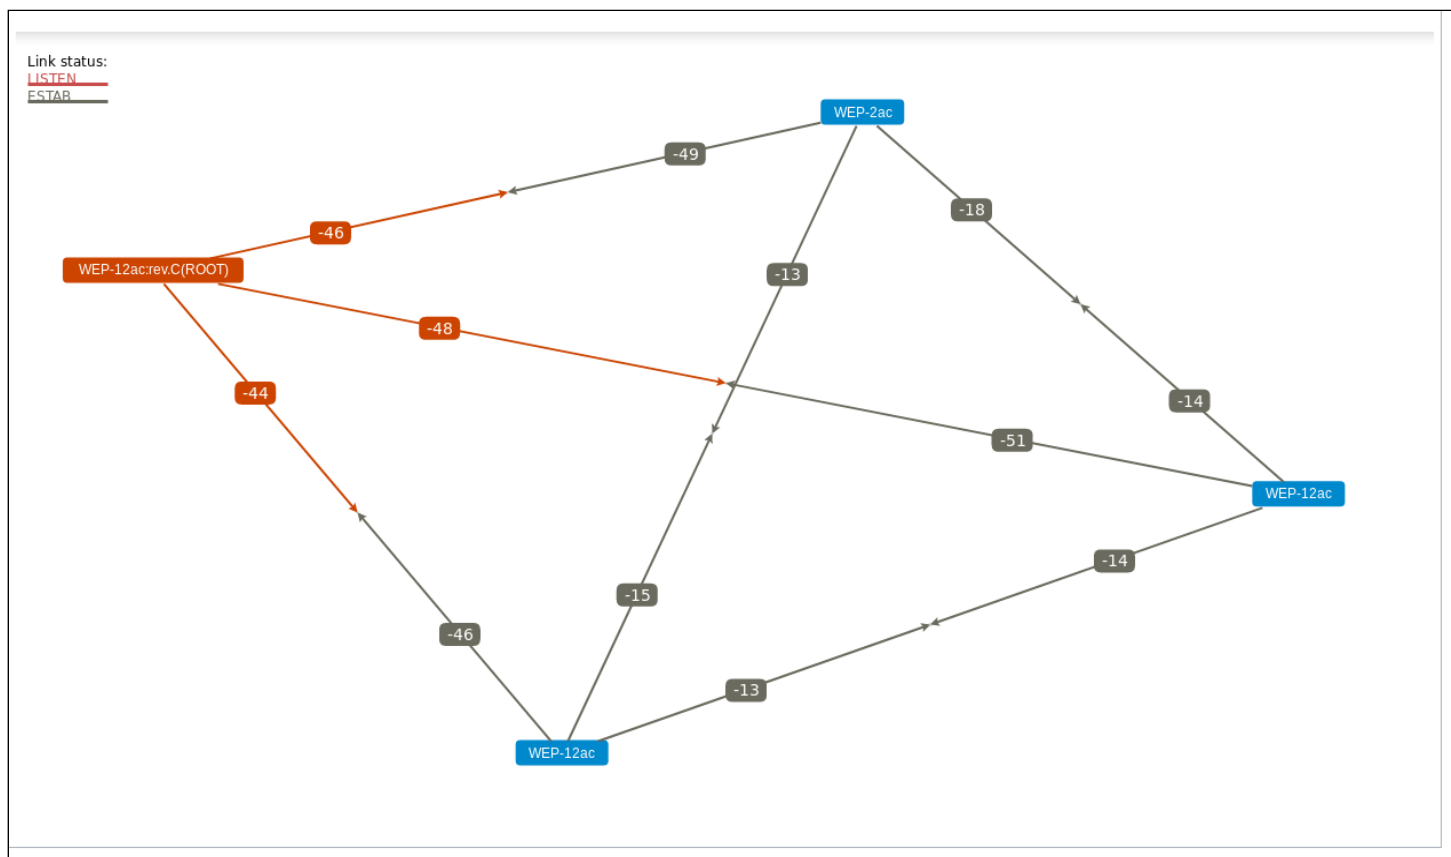 Link status:
LISTEN
ESTAB
WEP-2ac
-49
-18
-46
WEP-12ac:rev.C(ROOT)
-13
-48
-44
-14
-51
WEP-12ac
-14
-15
-46
-13
WEP-12ac